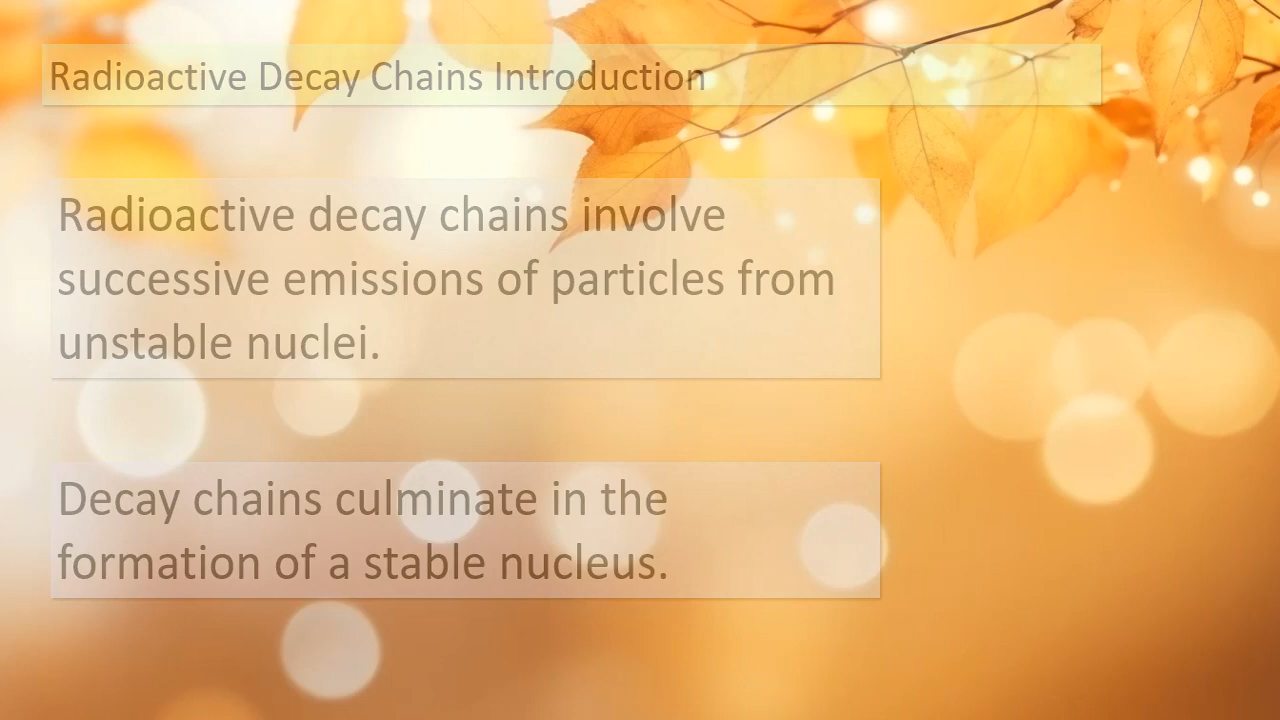 Radioactive Decay Chains Introduction
Radioactive decay chains involve
successive emissions of particles from
unstable nuclei.
Decay chains culminate in the
formation of a stable nucleus.